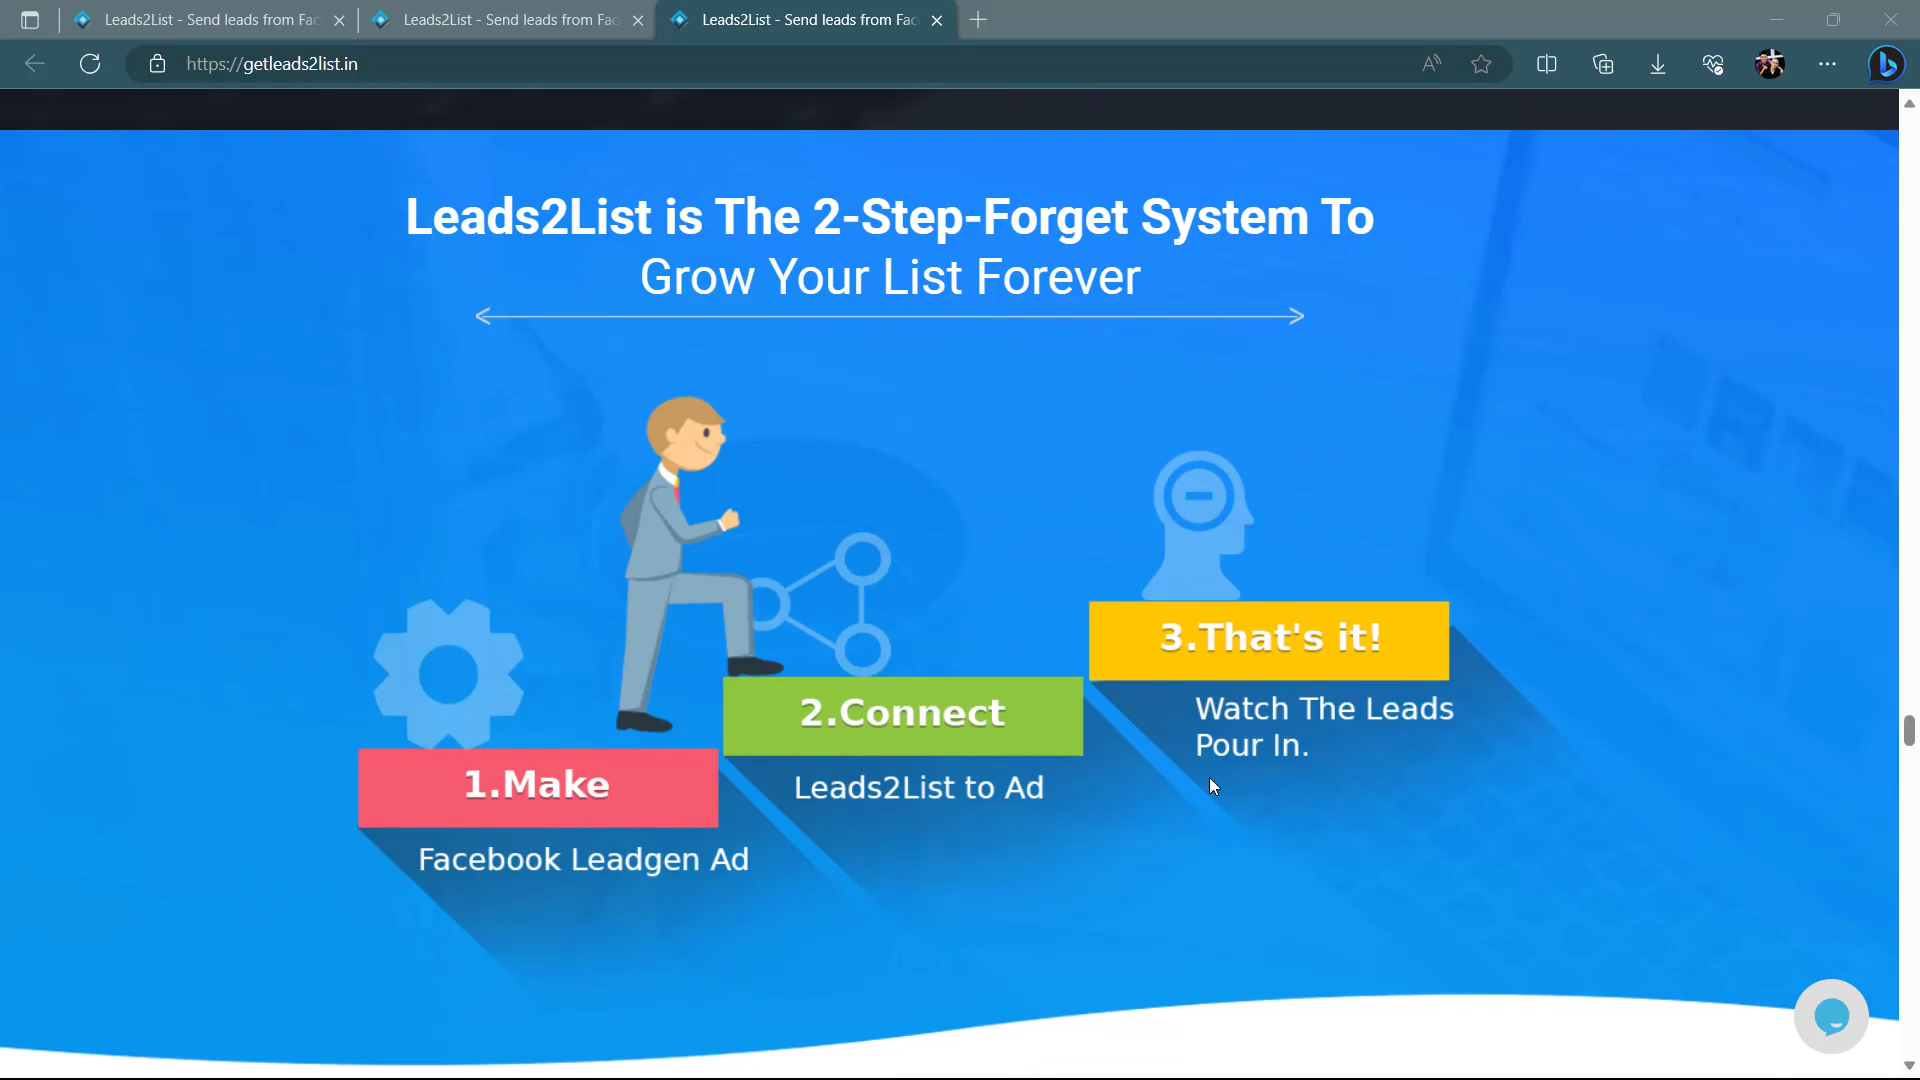 Leads2List - Send leads from Fac
Leads2List - Send leads from Fac
Leads2List - Send leads from Fac
https://getleads2list.in
Leads2List is The 2-Step-Forget System To
Grow Your List Forever
3.That's it!
Watch The Leads
Pour In.
2.Connect
Leads2List to Ad
1.Make
Facebook Leadgen Ad